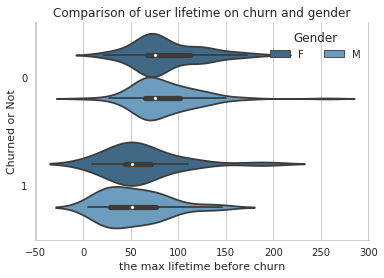 Comparison of user lifetime on churn and gender
Gender
F M
Churned or Not
0
1
−50 0 50 100 150 200 250 300
the max lifetime before churn